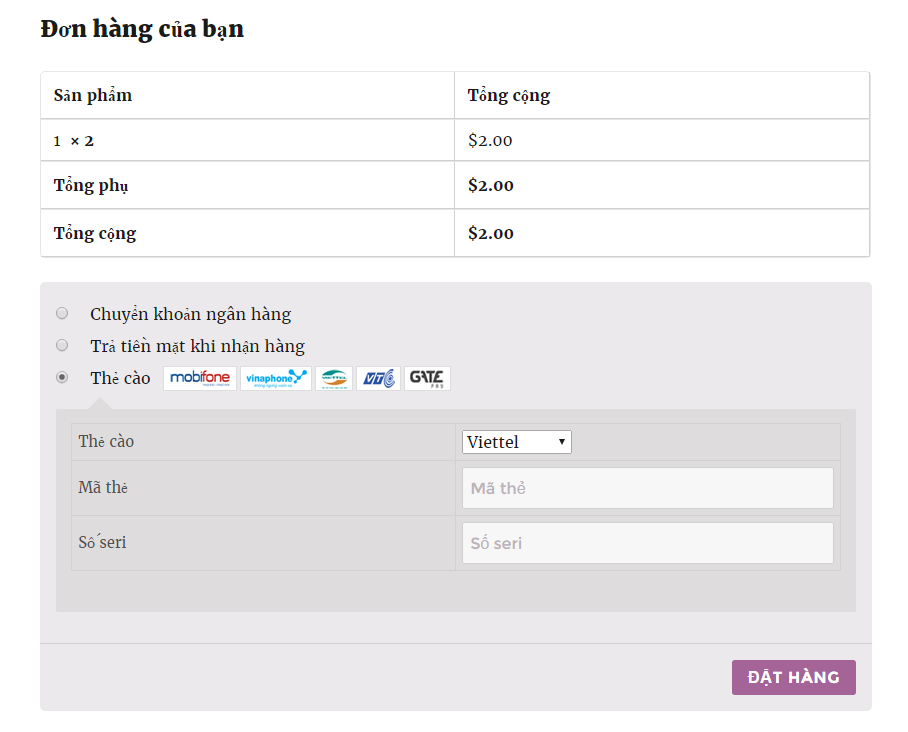 Đơn hàng của bạn
Sản phẩm Tổng cộng
1 × 2 $2.00
Tổng phụ $2.00
Tổng cộng $2.00
Chuyển khoản ngân hàng
Trả tiền mặt khi nhận hàng
Thẻ cào mobifone vinaphone VIETTEL VTC GATE PAY
Thẻ cào Viettel
Mã thẻ Mã thẻ
Số seri Số seri
ĐẶT HÀNG